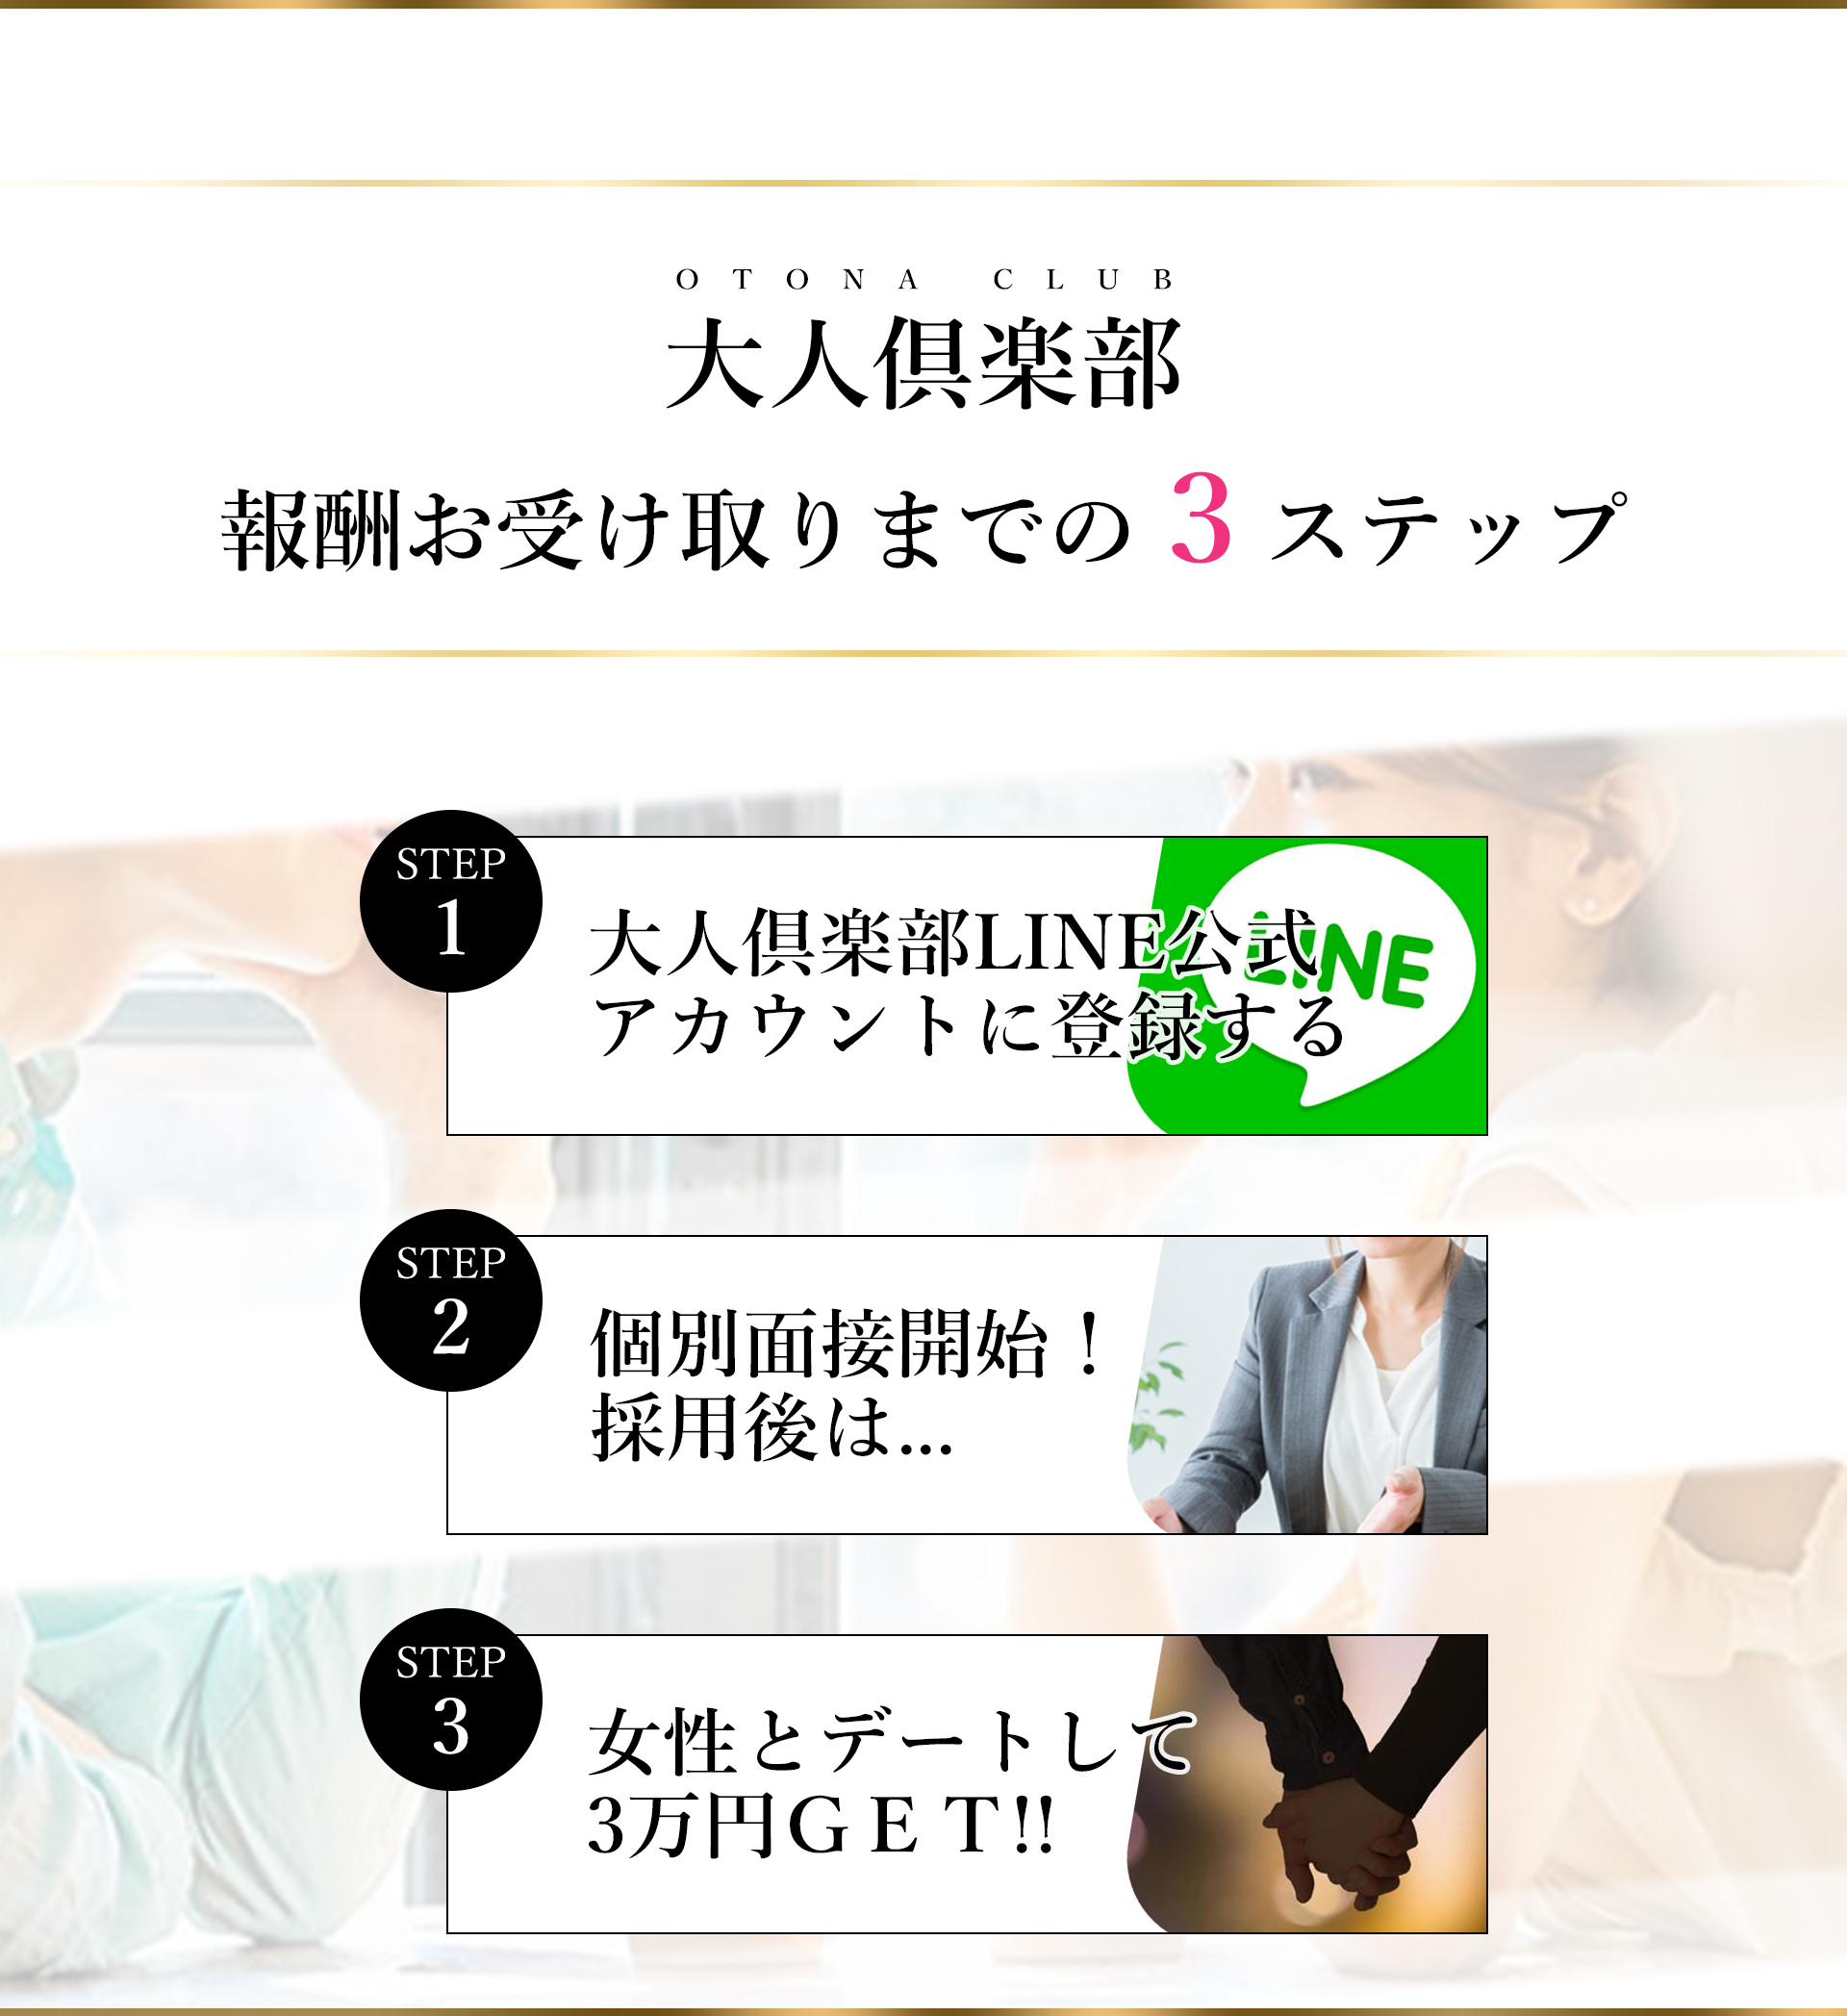 OTONA CLUB
大人倶楽部
報酬お受け取りまでの3ステップ
STEP
1
大人倶楽部LINE公式
アカウントに登録する
LINE
STEP
2
個別面接開始！
採用後は...
STEP
3
女性とデートして
3万円GET!!